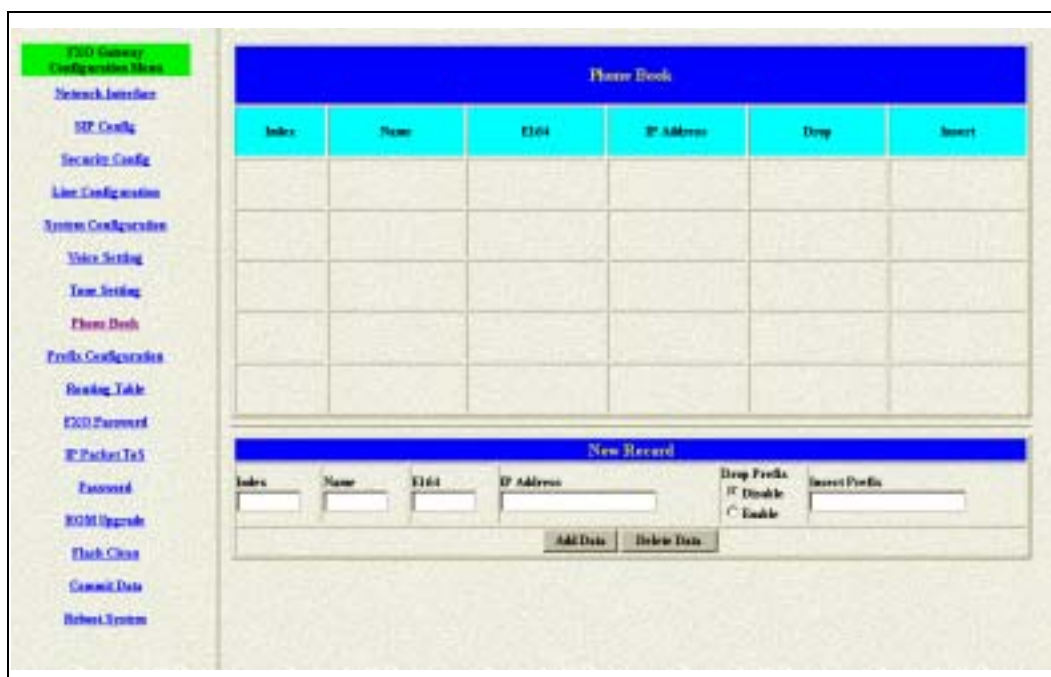 FXO Gateway
Configuration Menu
Network Interface
SIP Config
Security Config
Line Configuration
System Configuration
Voice Setting
Tone Setting
Phone Book
Prefix Configuration
Routing Table
FXO Password
IP Packet ToS
Password
ROM Upgrade
Flash Clean
Commit Data
Reboot System
Phone Book
Index Name E164 IP Address Drop Insert
New Record
Index Name E164 IP Address Drop Prefix Insert Prefix
Disable
Enable
Add Data Delete Data